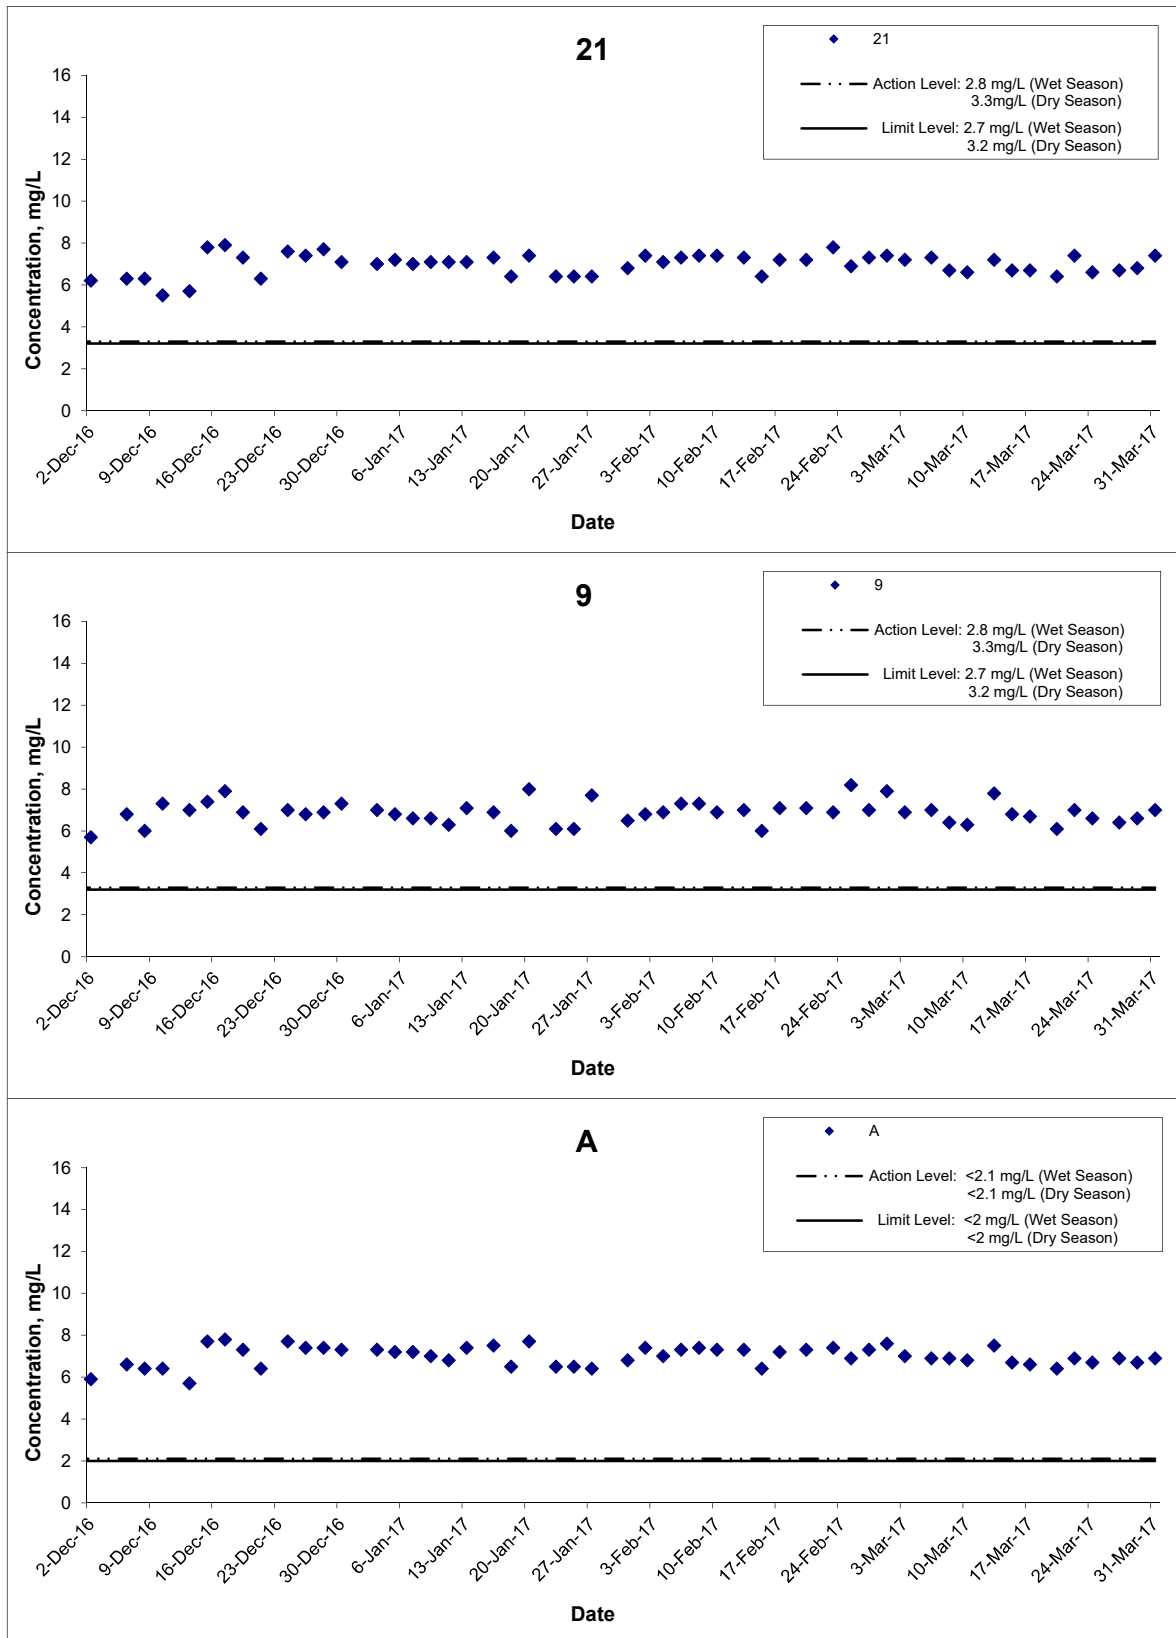 21
21
Action Level: 2.8 mg/L (Wet Season)
3.3mg/L (Dry Season)
Limit Level: 2.7 mg/L (Wet Season)
3.2 mg/L (Dry Season)
Concentration, mg/L
16
14
12
10
8
6
4
2
0
2-Dec-16
9-Dec-16
16-Dec-16
23-Dec-16
30-Dec-16
6-Jan-17
13-Jan-17
20-Jan-17
27-Jan-17
3-Feb-17
10-Feb-17
17-Feb-17
24-Feb-17
3-Mar-17
10-Mar-17
17-Mar-17
24-Mar-17
31-Mar-17
Date
9
9
Action Level: 2.8 mg/L (Wet Season)
3.3mg/L (Dry Season)
Limit Level: 2.7 mg/L (Wet Season)
3.2 mg/L (Dry Season)
Concentration, mg/L
16
14
12
10
8
6
4
2
0
2-Dec-16
9-Dec-16
16-Dec-16
23-Dec-16
30-Dec-16
6-Jan-17
13-Jan-17
20-Jan-17
27-Jan-17
3-Feb-17
10-Feb-17
17-Feb-17
24-Feb-17
3-Mar-17
10-Mar-17
17-Mar-17
24-Mar-17
31-Mar-17
Date
A
A
Action Level: <2.1 mg/L (Wet Season)
<2.1 mg/L (Dry Season)
Limit Level: <2 mg/L (Wet Season)
<2 mg/L (Dry Season)
Concentration, mg/L
16
14
12
10
8
6
4
2
0
2-Dec-16
9-Dec-16
16-Dec-16
23-Dec-16
30-Dec-16
6-Jan-17
13-Jan-17
20-Jan-17
27-Jan-17
3-Feb-17
10-Feb-17
17-Feb-17
24-Feb-17
3-Mar-17
10-Mar-17
17-Mar-17
24-Mar-17
31-Mar-17
Date